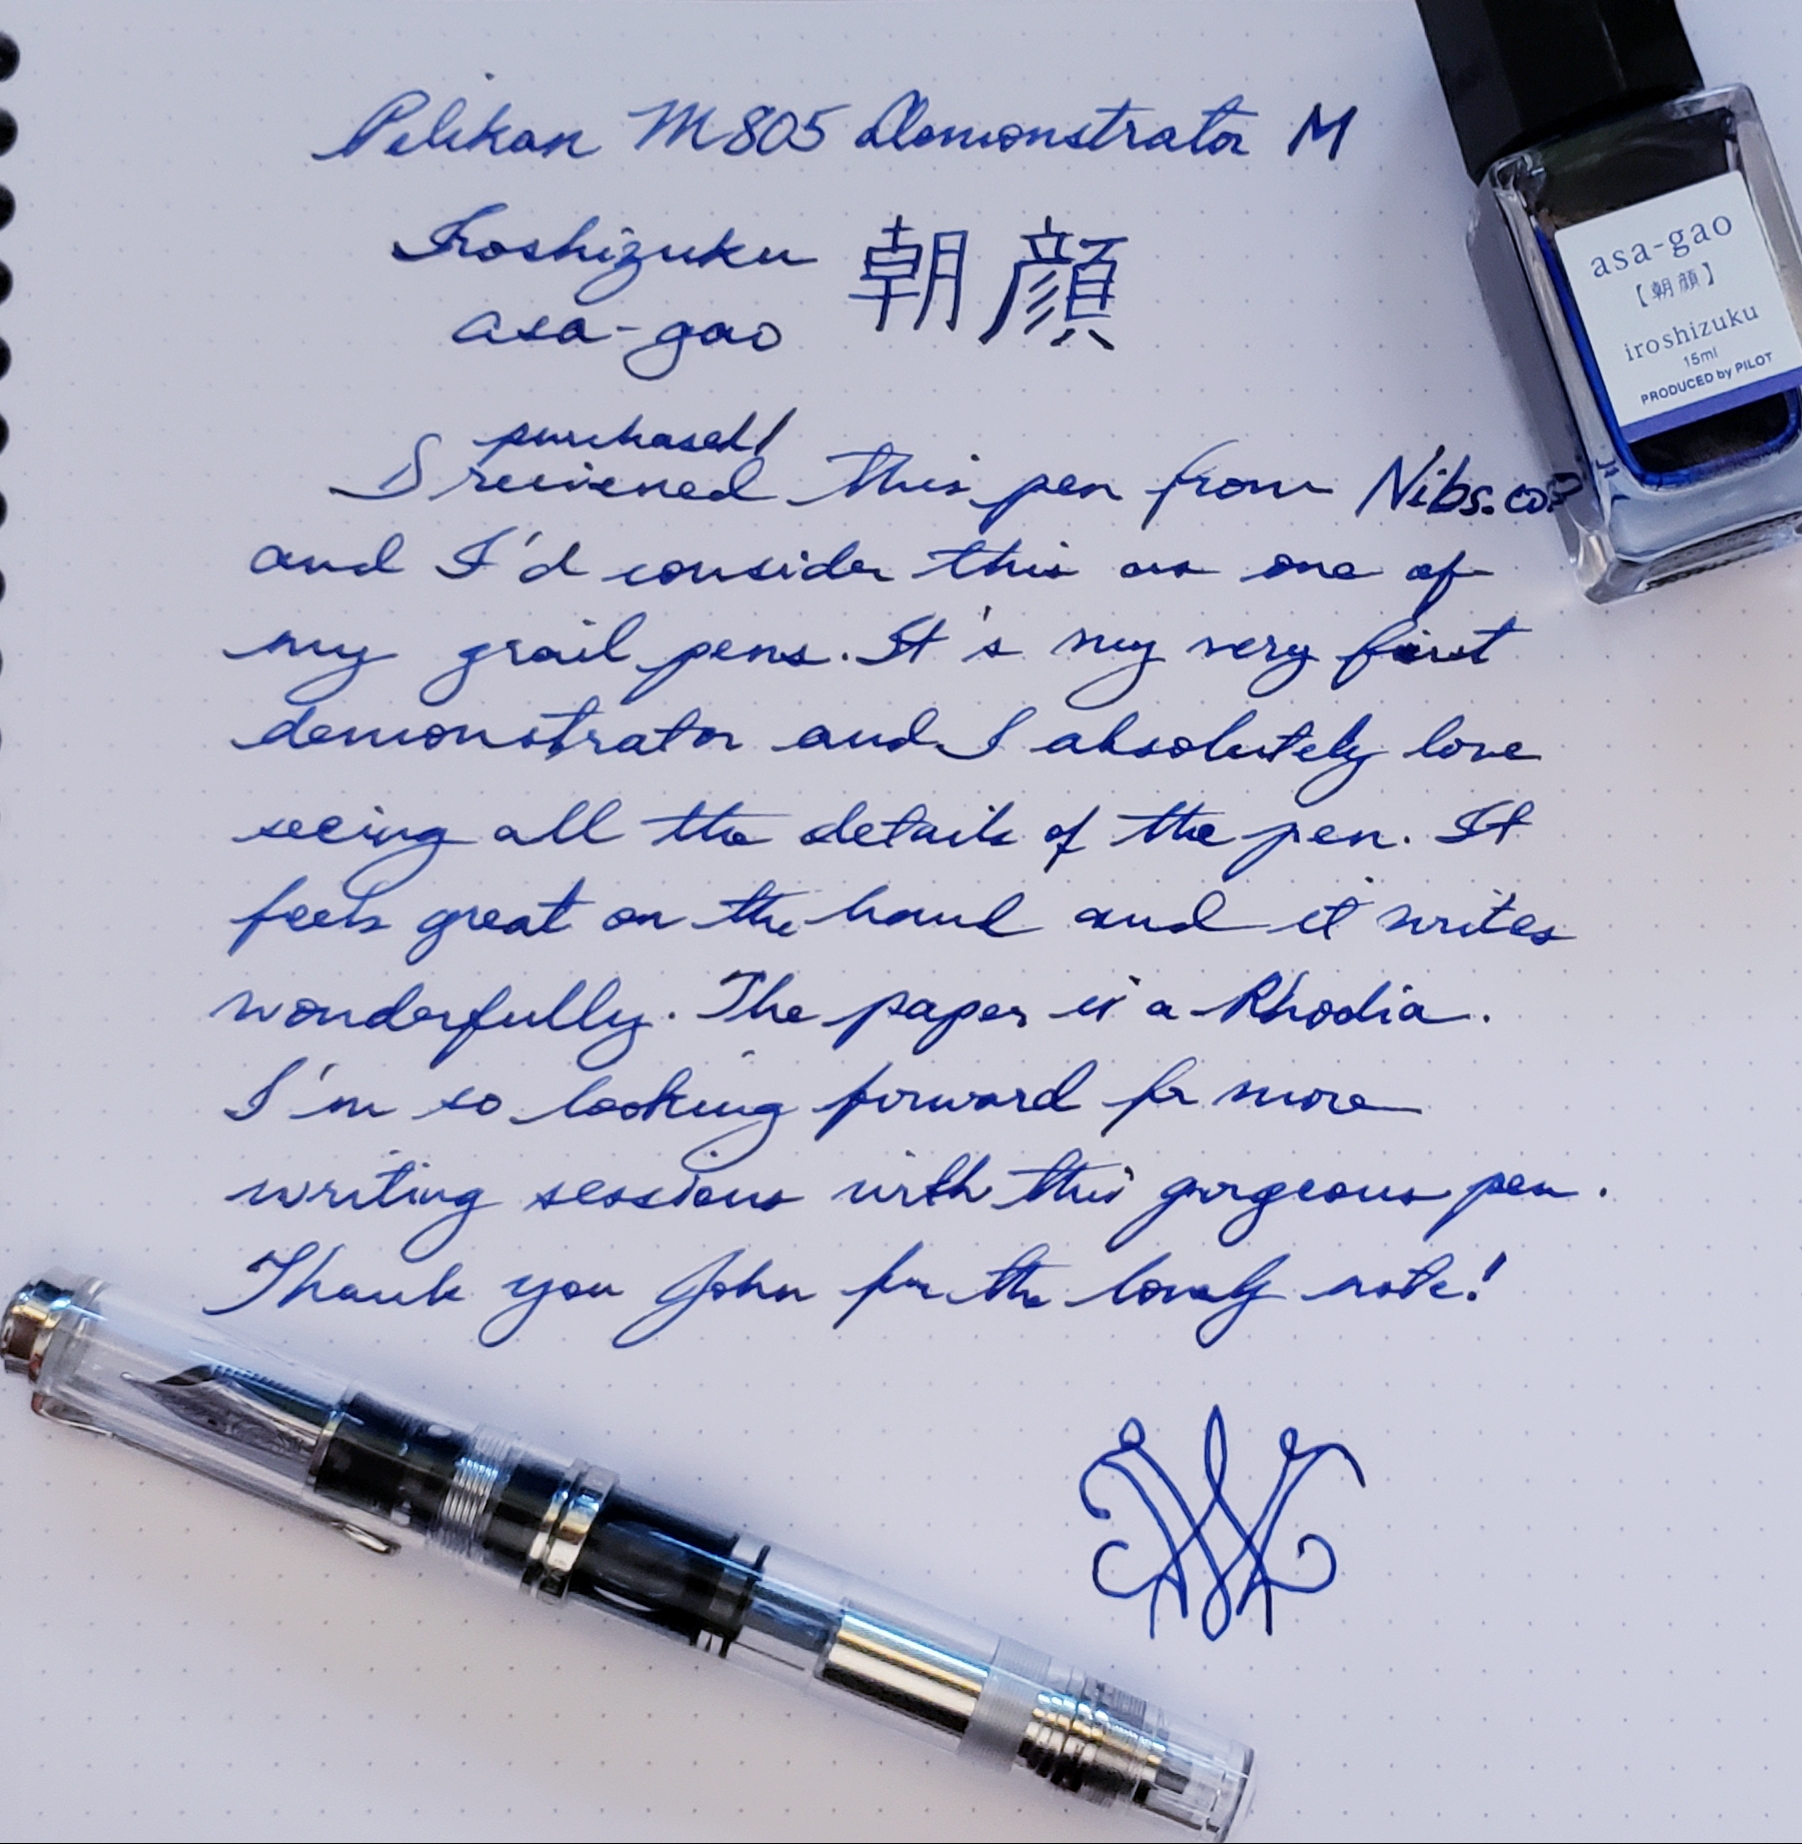 Pelikan M805 Demonstrator M
Iroshizuku 朝顔
asa-gao
purchased!
I received this pen from Nibs.com
and I'd consider this as one of
my grail pens. It's my very first
demonstrator and I absolutely love
seeing all the details of the pen. It
feels great on the hand and it writes
wonderfully. The paper is a Rhodia.
I'm so looking forward for more
writing sessions with this gorgeous pen.
Thank you John for the lovely note!
asa-gao
【朝顔】
iroshizuku
15ml
PRODUCED by PILOT